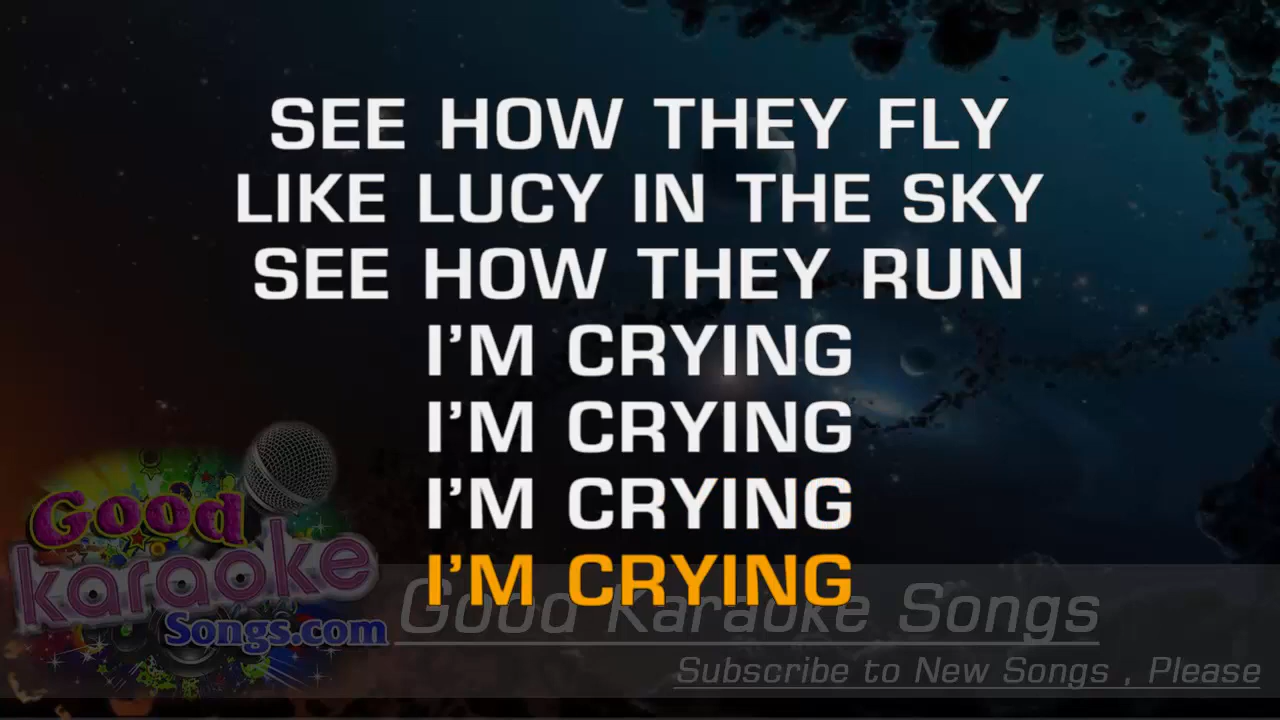 SEE HOW THEY FLY
LIKE LUCY IN THE SKY
SEE HOW THEY RUN
I'M CRYING
I'M CRYING
I'M CRYING
I'M CRYING
Good
karaoke
Songs.com
Good Karaoke Songs
Subscribe to New Songs , Please